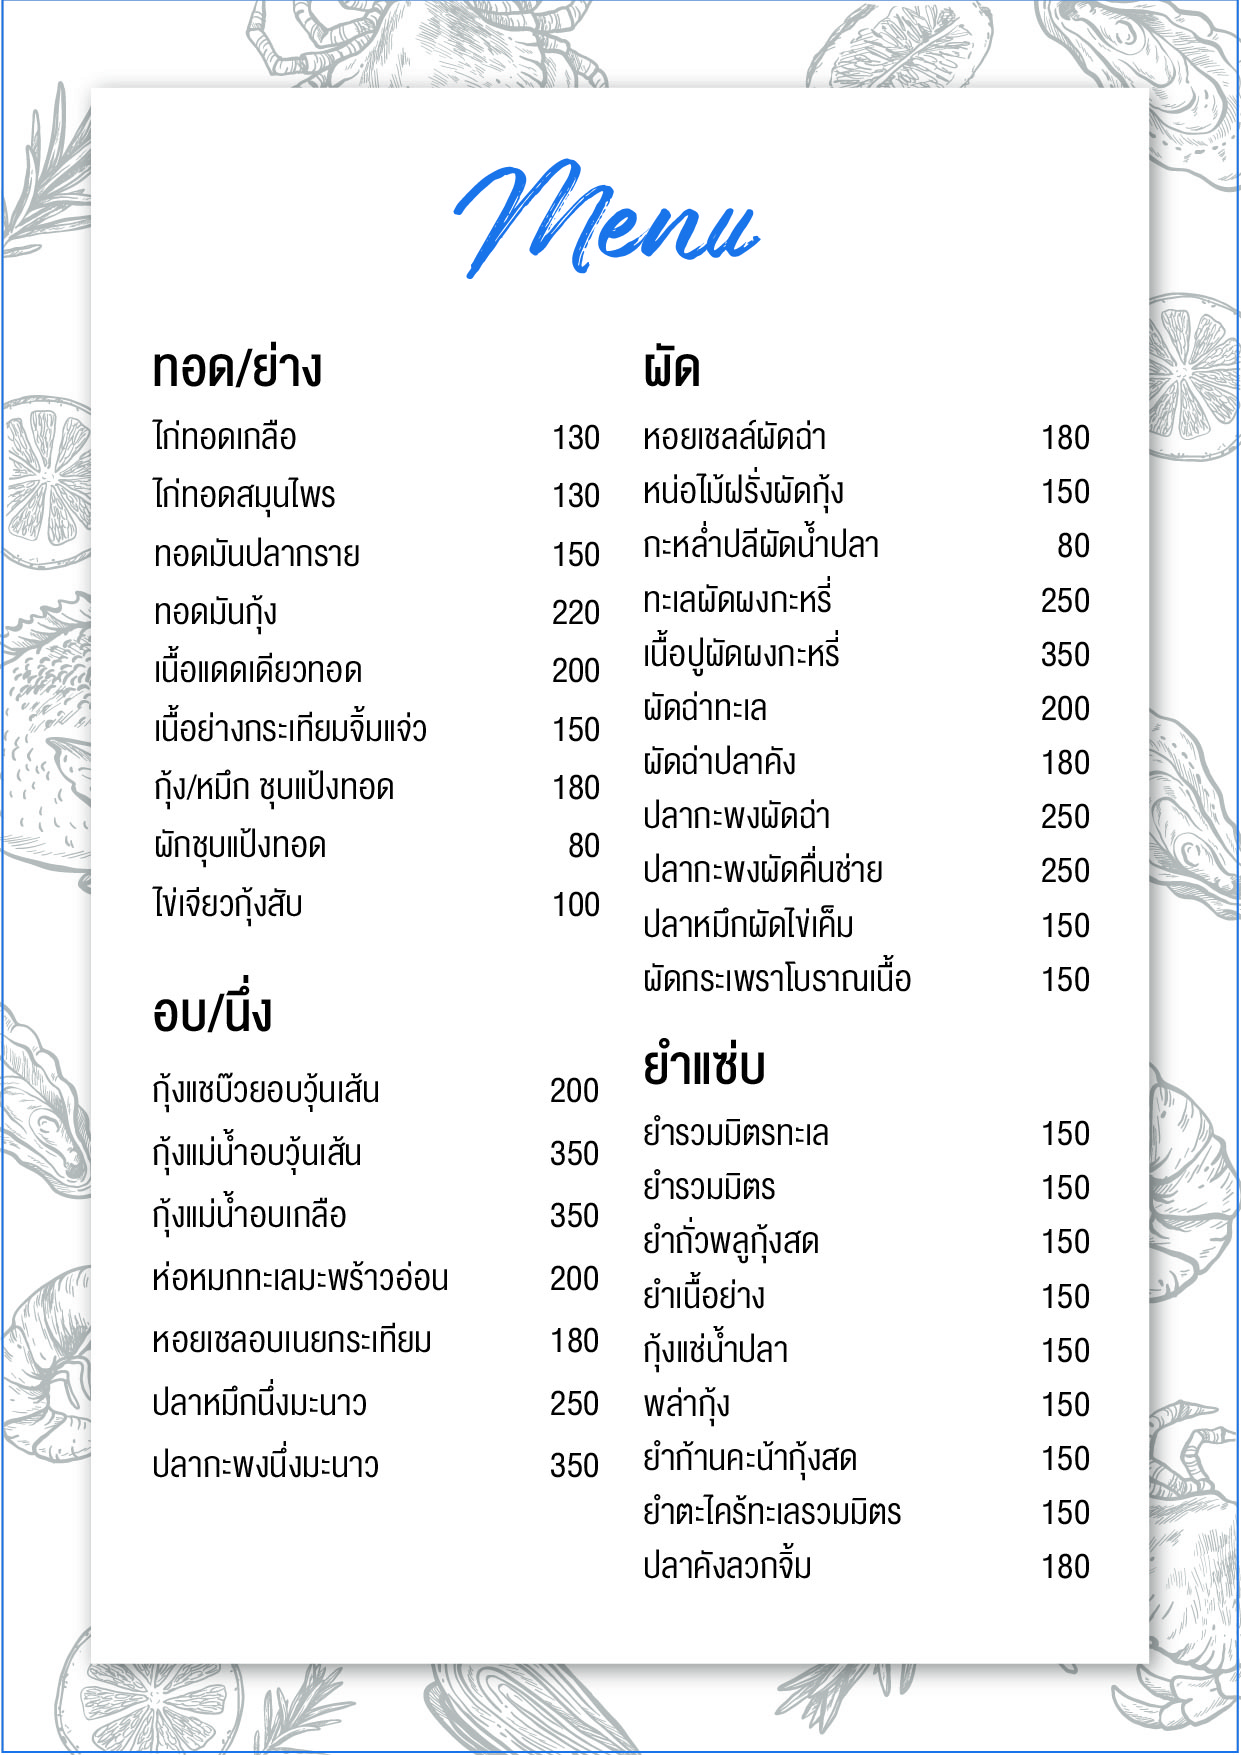 Menu
ทอด/ย่าง
ไก่ทอดเกลือ 130
ไก่ทอดสมุนไพร 130
ทอดมันปลากราย 150
ทอดมันกุ้ง 220
เนื้อแดดเดียวทอด 200
เนื้อย่างกระเทียมจิ้มแจ่ว 150
กุ้ง/หมึก ชุบแป้งทอด 180
ผักชุบแป้งทอด 80
ไข่เจียวกุ้งสับ 100
อบ/นึ่ง
กุ้งแชบ๊วยอบวุ้นเส้น 200
กุ้งแม่น้ำอบวุ้นเส้น 350
กุ้งแม่น้ำอบเกลือ 350
ห่อหมกทะเลมะพร้าวอ่อน 200
หอยเชลอบเนยกระเทียม 180
ปลาหมึกนึ่งมะนาว 250
ปลากะพงนึ่งมะนาว 350
ผัด
หอยเชลล์ผัดฉ่า 180
หน่อไม้ฝรั่งผัดกุ้ง 150
กะหล่ำปลีผัดน้ำปลา 80
ทะเลผัดผงกะหรี่ 250
เนื้อปูผัดผงกะหรี่ 350
ผัดฉ่าทะเล 200
ผัดฉ่าปลาคัง 180
ปลากะพงผัดฉ่า 250
ปลากะพงผัดคื่นช่าย 250
ปลาหมึกผัดไข่เค็ม 150
ผัดกระเพราโบราณเนื้อ 150
ยำแซ่บ
ยำรวมมิตรทะเล 150
ยำรวมมิตร 150
ยำถั่วพลูกุ้งสด 150
ยำเนื้อย่าง 150
กุ้งแช่น้ำปลา 150
พล่ากุ้ง 150
ยำก้านคะน้ากุ้งสด 150
ยำตะไคร้ทะเลรวมมิตร 150
ปลาคังลวกจิ้ม 180